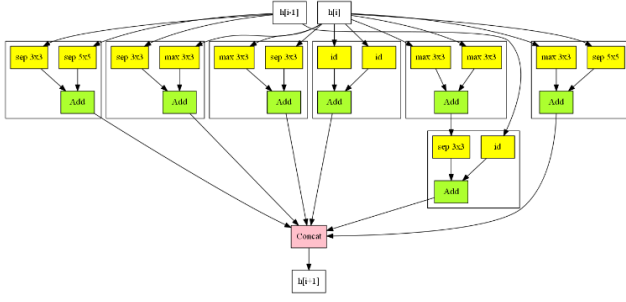 h[i-1] h[i]
sep 3x3 sep 5x5 sep 3x3 max 3x3 max 3x3 sep 3x3 id id max 3x3 max 3x3 max 3x3 sep 5x5
Add Add Add Add Add Add
sep 3x3 id
Add
Concat
h[i+1]